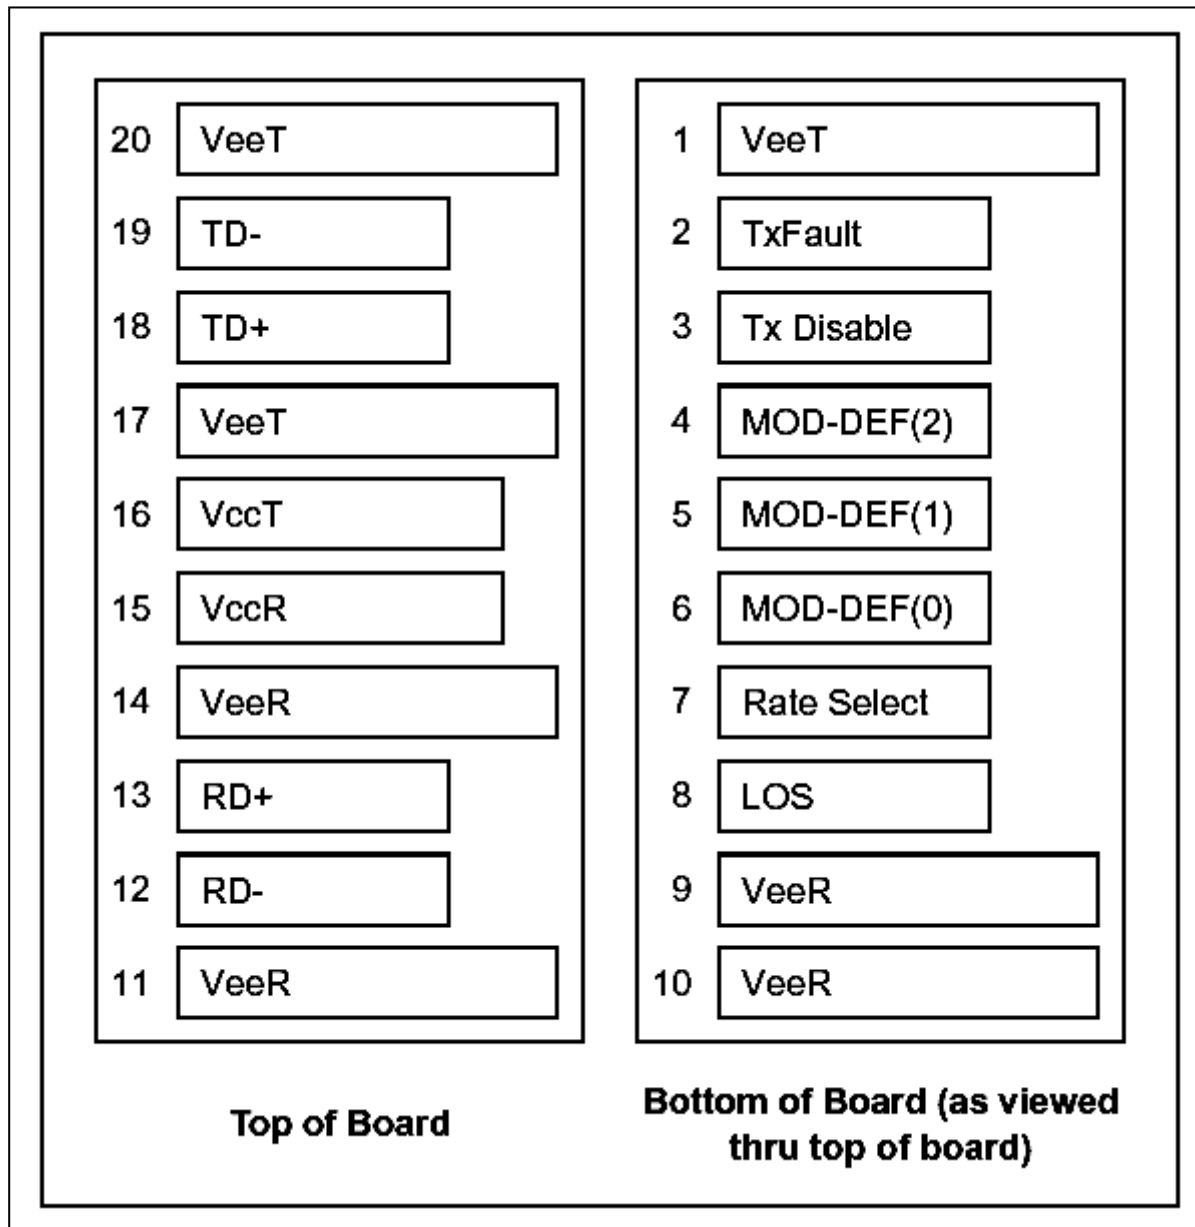 20 VeeT
19 TD-
18 TD+
17 VeeT
16 VccT
15 VccR
14 VeeR
13 RD+
12 RD-
11 VeeR
Top of Board
1 VeeT
2 TxFault
3 Tx Disable
4 MOD-DEF(2)
5 MOD-DEF(1)
6 MOD-DEF(0)
7 Rate Select
8 LOS
9 VeeR
10 VeeR
Bottom of Board (as viewed
thru top of board)